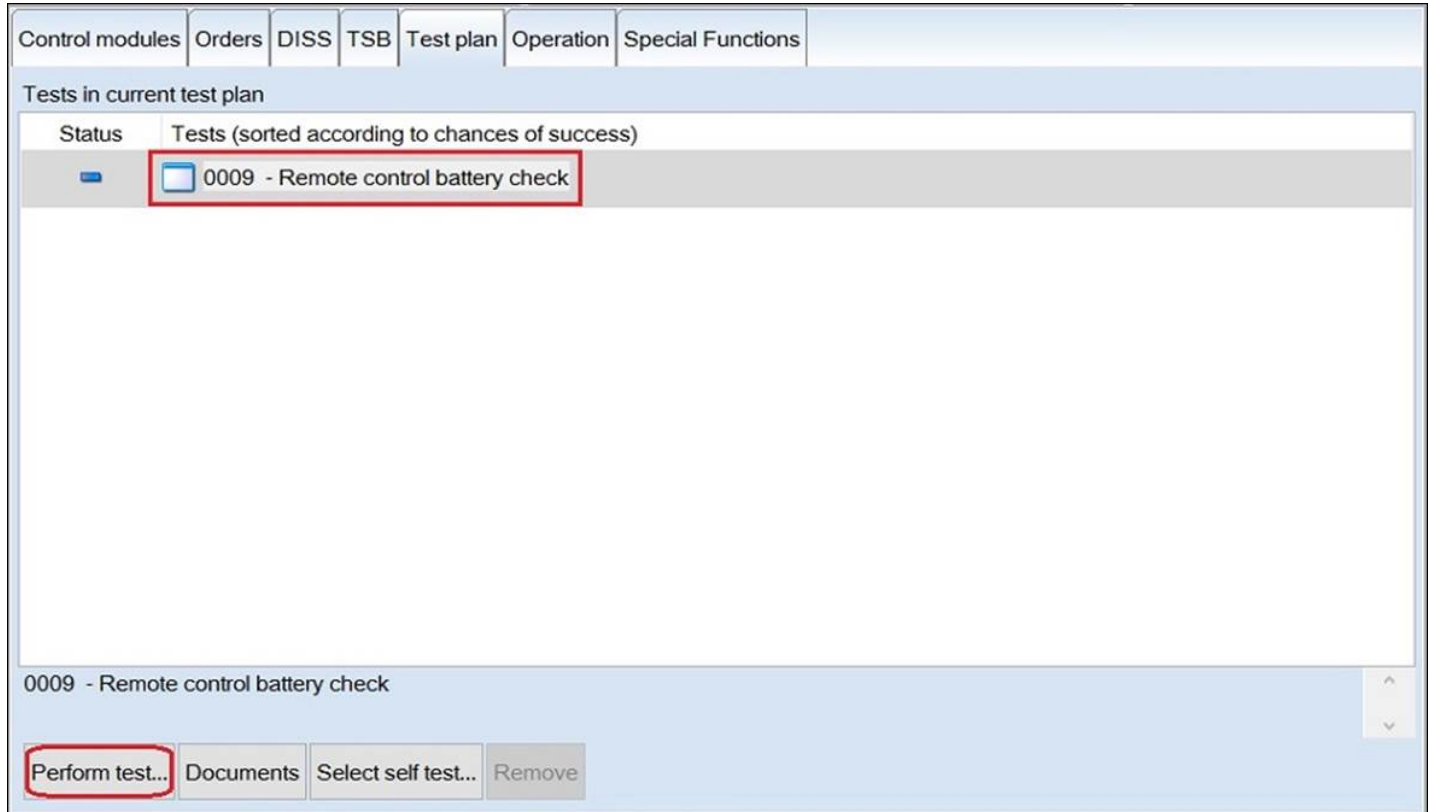 Control modules Orders DISS TSB Test plan Operation Special Functions
Tests in current test plan
Status Tests (sorted according to chances of success)
0009 - Remote control battery check
0009 - Remote control battery check
Perform test... Documents Select self test... Remove